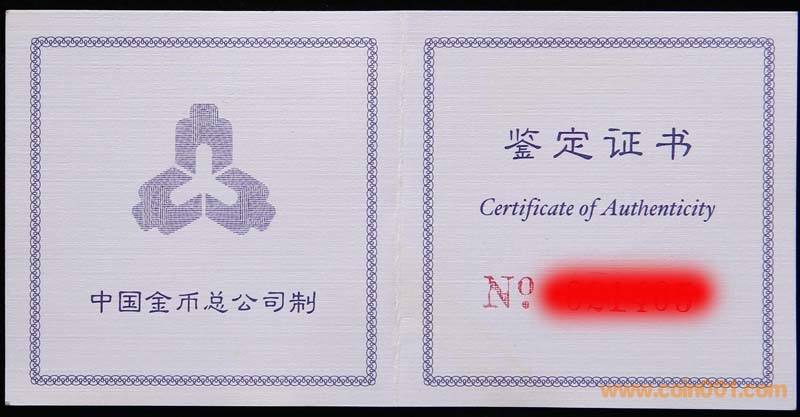 中国金币总公司制
鉴定证书
Certificate of Authenticity
Nº.
www.coin001.com